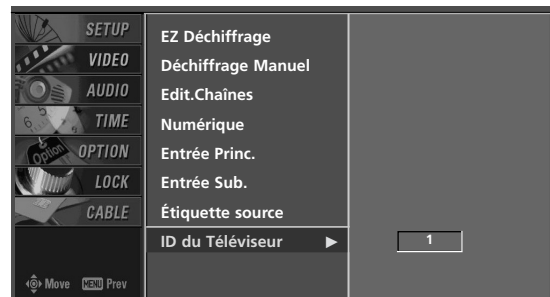 SETUP
VIDEO
AUDIO
TIME
OPTION
LOCK
CABLE
Move MENU Prev
EZ Déchiffrage
Déchiffrage Manuel
Edit.Chaînes
Numérique
Entrée Princ.
Entrée Sub.
Étiquette source
ID du Téléviseur ▶
1